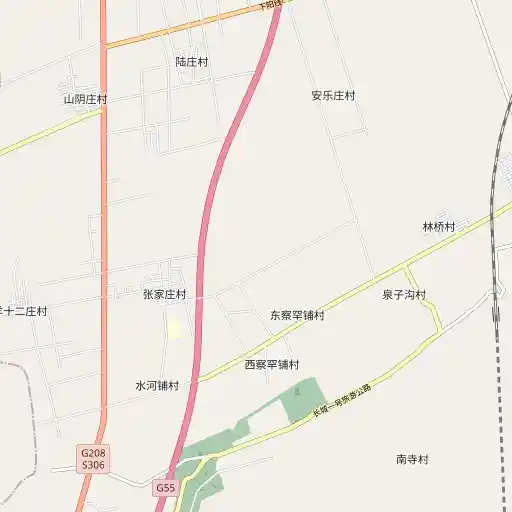 下阳线
陆庄村
山阴庄村
安乐庄村
林桥村
张家庄村
泉子沟村
羊十二庄村
东察罕铺村
西察罕铺村
水河铺村
长城一号旅游公路
南寺村
G208
S306
G55